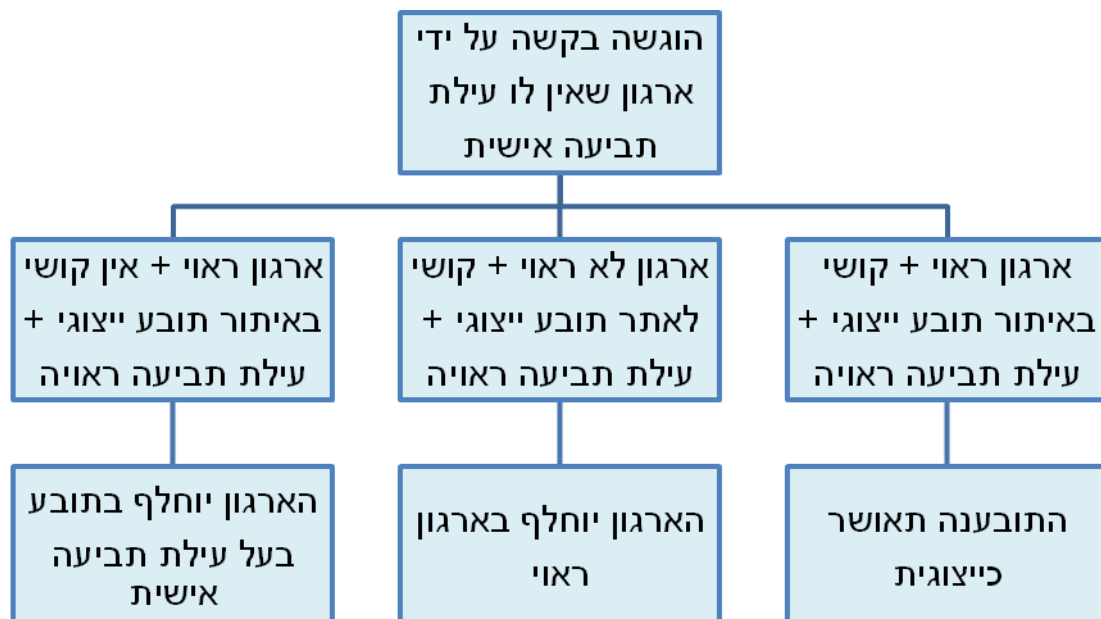 הוגשה בקשה על ידי
ארגון שאין לו עילת
תביעה אישית
ארגון ראוי + קושי
באיתור תובע ייצוגי +
עילת תביעה ראויה
ארגון לא ראוי + קושי
לאתר תובע ייצוגי +
עילת תביעה ראויה
ארגון ראוי + אין קושי
באיתור תובע ייצוגי +
עילת תביעה ראויה
התובענה תאושר
כייצוגית
הארגון יוחלף בארגון
ראוי
הארגון יוחלף בתובע
בעל עילת תביעה
אישית